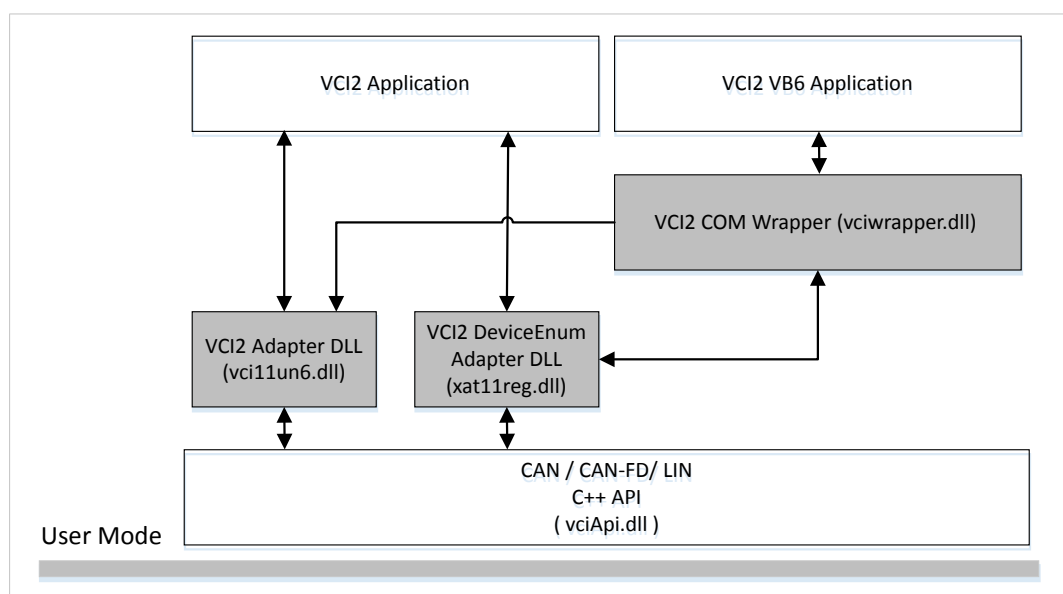 VCI2 Application
VCI2 VB6 Application
VCI2 COM Wrapper (vciwrapper.dll)
VCI2 Adapter DLL
(vci11un6.dll)
VCI2 DeviceEnum
Adapter DLL
(xat11reg.dll)
CAN / CAN-FD/ LIN
C++ API
( vciApi.dll )
User Mode